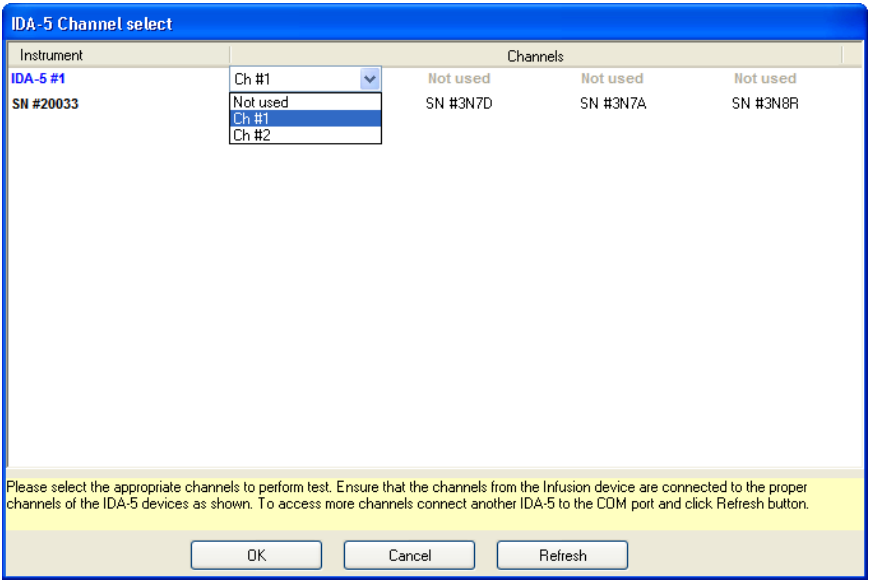 IDA-5 Channel select
Instrument Channels
IDA-5 #1 Ch #1 Not used Not used Not used
SN #20033 Not used SN #3N7D SN #3N7A SN #3N8R
Ch #1
Ch #2
Please select the appropriate channels to perform test. Ensure that the channels from the Infusion device are connected to the proper
channels of the IDA-5 devices as shown. To access more channels connect another IDA-5 to the COM port and click Refresh button.
OK Cancel Refresh